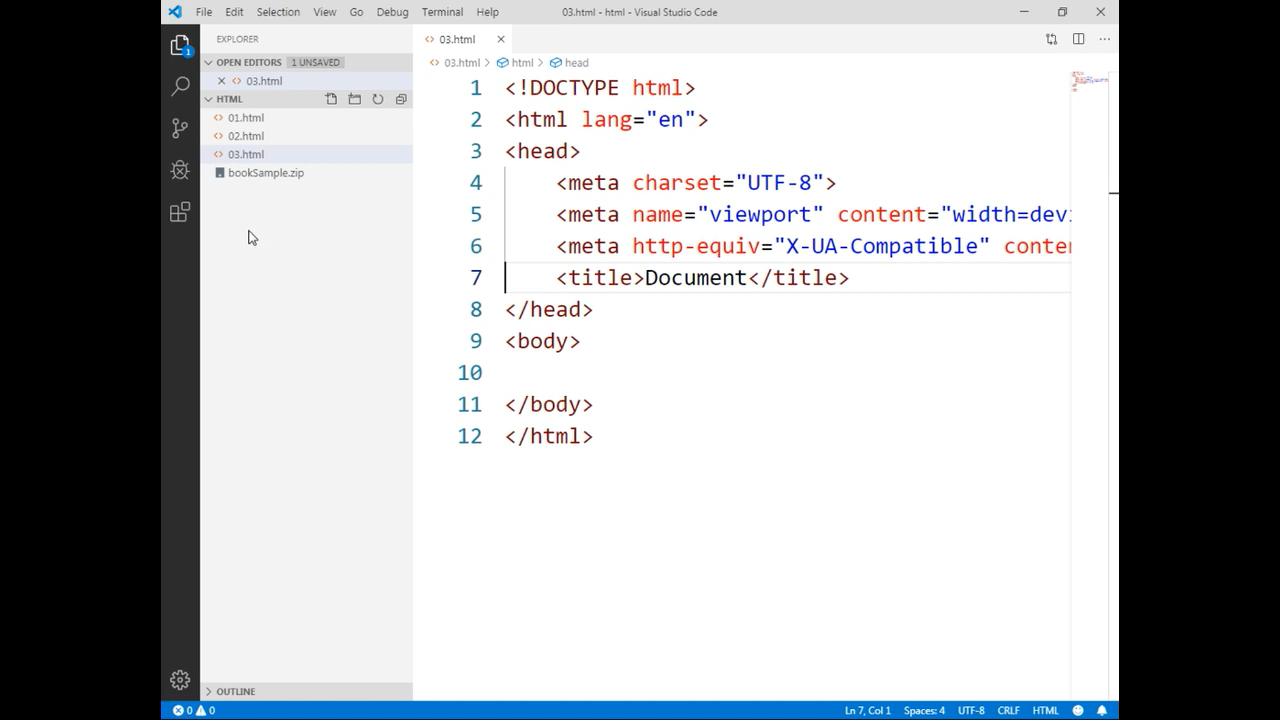 File Edit Selection View Go Debug Terminal Help 03.html - html - Visual Studio Code
EXPLORER
OPEN EDITORS 1 UNSAVED
03.html
HTML
01.html
02.html
03.html
bookSample.zip
OUTLINE
1
03.html
03.html > html > head
1 <!DOCTYPE html>
2 <html lang="en">
3 <head>
4 <meta charset="UTF-8">
5 <meta name="viewport" content="width=devi
6 <meta http-equiv="X-UA-Compatible" conten
7 <title>Document</title>
8 </head>
9 <body>
10
11 </body>
12 </html>
0 0 Ln 7, Col 1 Spaces: 4 UTF-8 CRLF HTML